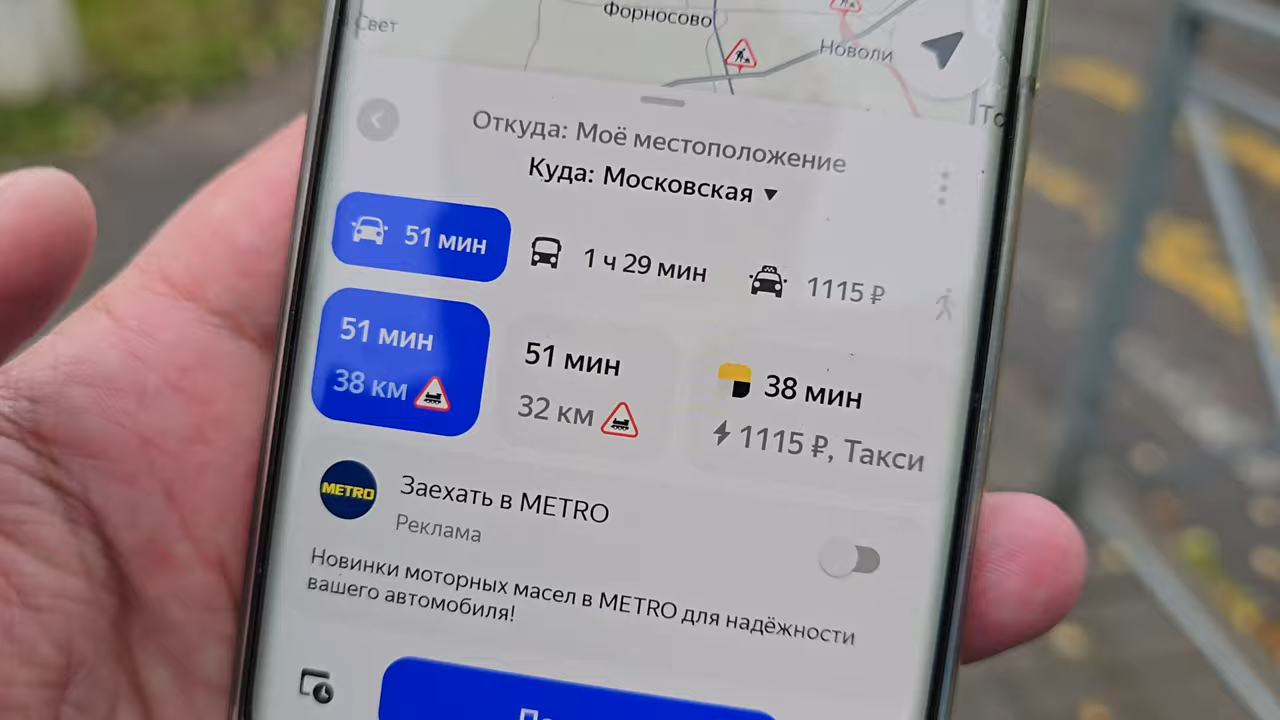 Свет
Форносово
Новоли
То
Откуда: Моё местоположение
Куда: Московская
51 мин
1 ч 29 мин
1115 ₽
51 мин
38 км
51 мин
32 км
38 мин
1115 ₽, Такси
METRO
Заехать в METRO
Реклама
Новинки моторных масел в METRO для надёжности
вашего автомобиля!